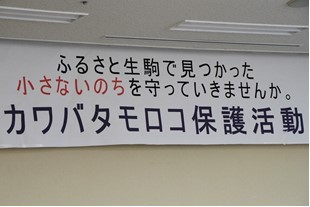 ふるさと生駒で見つかった
小さないのちを守っていきませんか。
カワバタモロコ保護活動